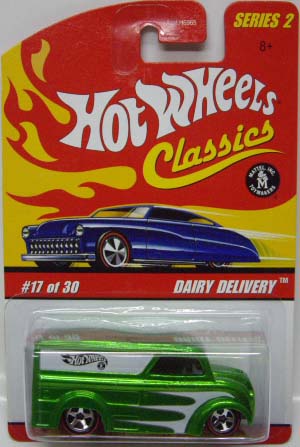 SERIES 2
8+
HOT WHEELS
Classics
MATTEL, INC.
TOYMAKERS
#17 of 30
DAIRY DELIVERY™
HOT WHEELS